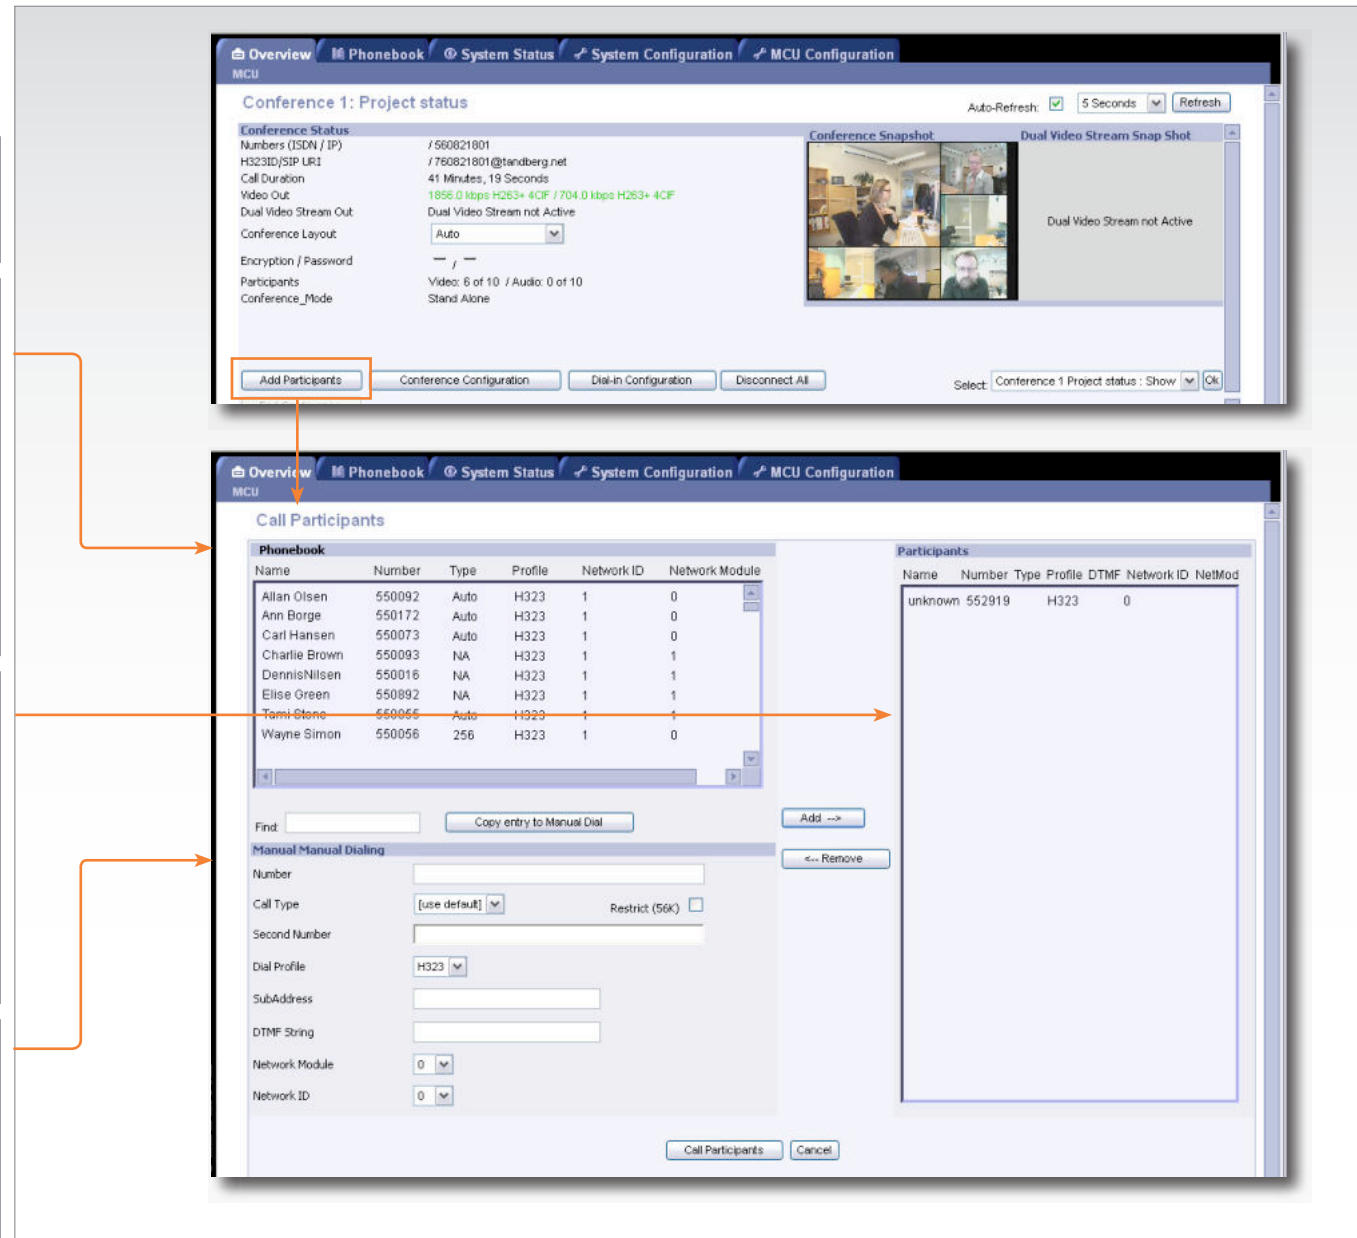 Overview Phonebook System Status System Configuration MCU Configuration
MCU
Conference 1: Project status
Auto-Refresh: 5 Seconds Refresh
Conference Status
Numbers (ISDN / IP) / 560821801
H323ID/SIP URI / 760821801@tandberg.net
Call Duration 41 Minutes, 19 Seconds
Video Out 1856.0 kbps H263+ 4CIF / 704.0 kbps H263+ 4CIF
Dual Video Stream Out Dual Video Stream not Active
Conference Layout Auto
Encryption / Password — / —
Participants Video: 6 of 10 / Audio: 0 of 10
Conference_Mode Stand Alone
Conference Snapshot Dual Video Stream Snap Shot
Dual Video Stream not Active
Add Participants Conference Configuration Dial-in Configuration Disconnect All
Select: Conference 1 Project status : Show Ok
Overview Phonebook System Status System Configuration MCU Configuration
MCU
Call Participants
Phonebook
Name Number Type Profile Network ID Network Module
Allan Olsen 550092 Auto H323 1 0
Ann Borge 550172 Auto H323 1 0
Carl Hansen 550073 Auto H323 1 0
Charlie Brown 550093 NA H323 1 1
DennisNilsen 550016 NA H323 1 1
Elise Green 550892 NA H323 1 1
Tami Stone 550055 Auto H323 1 1
Wayne Simon 550056 256 H323 1 0
Find: Copy entry to Manual Dial
Manual Manual Dialing
Number
Call Type [use default] Restrict (56K)
Second Number
Dial Profile H323
SubAddress
DTMF String
Network Module 0
Network ID 0
Add -->
<-- Remove
Participants
Name Number Type Profile DTMF Network ID NetMod
unknown 552919 H323 0
Call Participants Cancel